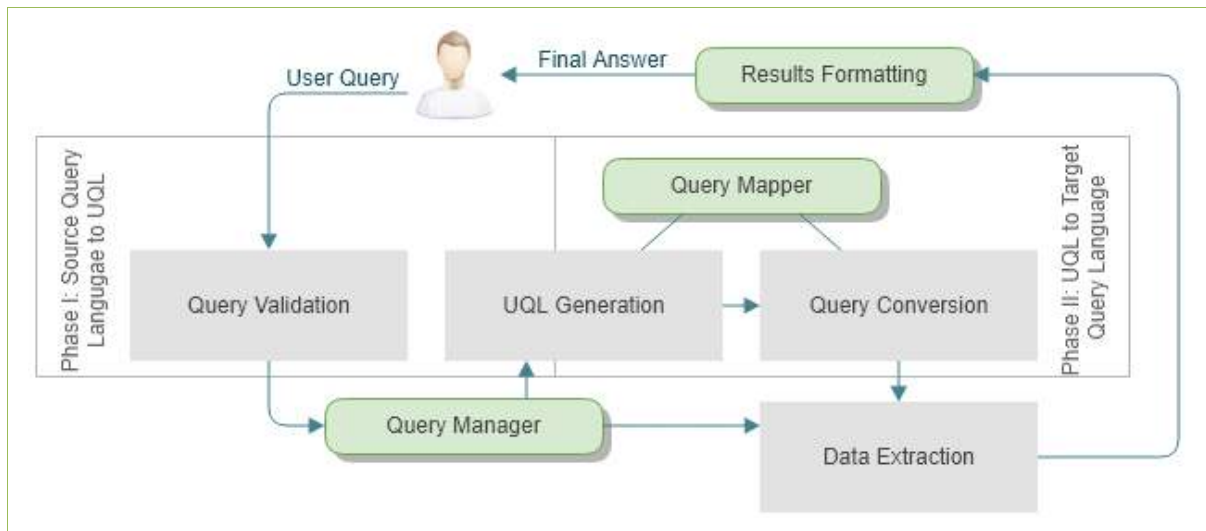 User Query
Final Answer
Results Formatting
Phase I: Source Query
Langugae to UQL
Query Mapper
Phase II: UQL to Target
Query Language
Query Validation
UQL Generation
Query Conversion
Query Manager
Data Extraction